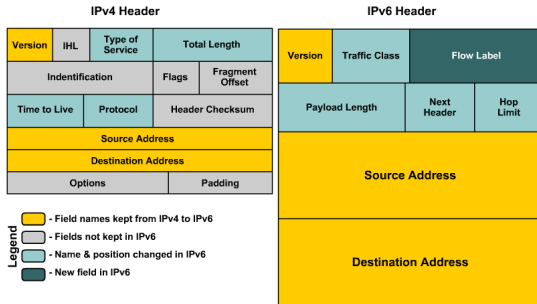 IPv4 Header
Version
IHL
Type of
Service
Total Length
Indentification
Flags
Fragment
Offset
Time to Live
Protocol
Header Checksum
Source Address
Destination Address
Options
Padding
Legend
- Field names kept from IPv4 to IPv6
- Fields not kept in IPv6
- Name & position changed in IPv6
- New field in IPv6
IPv6 Header
Version
Traffic Class
Flow Label
Payload Length
Next
Header
Hop
Limit
Source Address
Destination Address